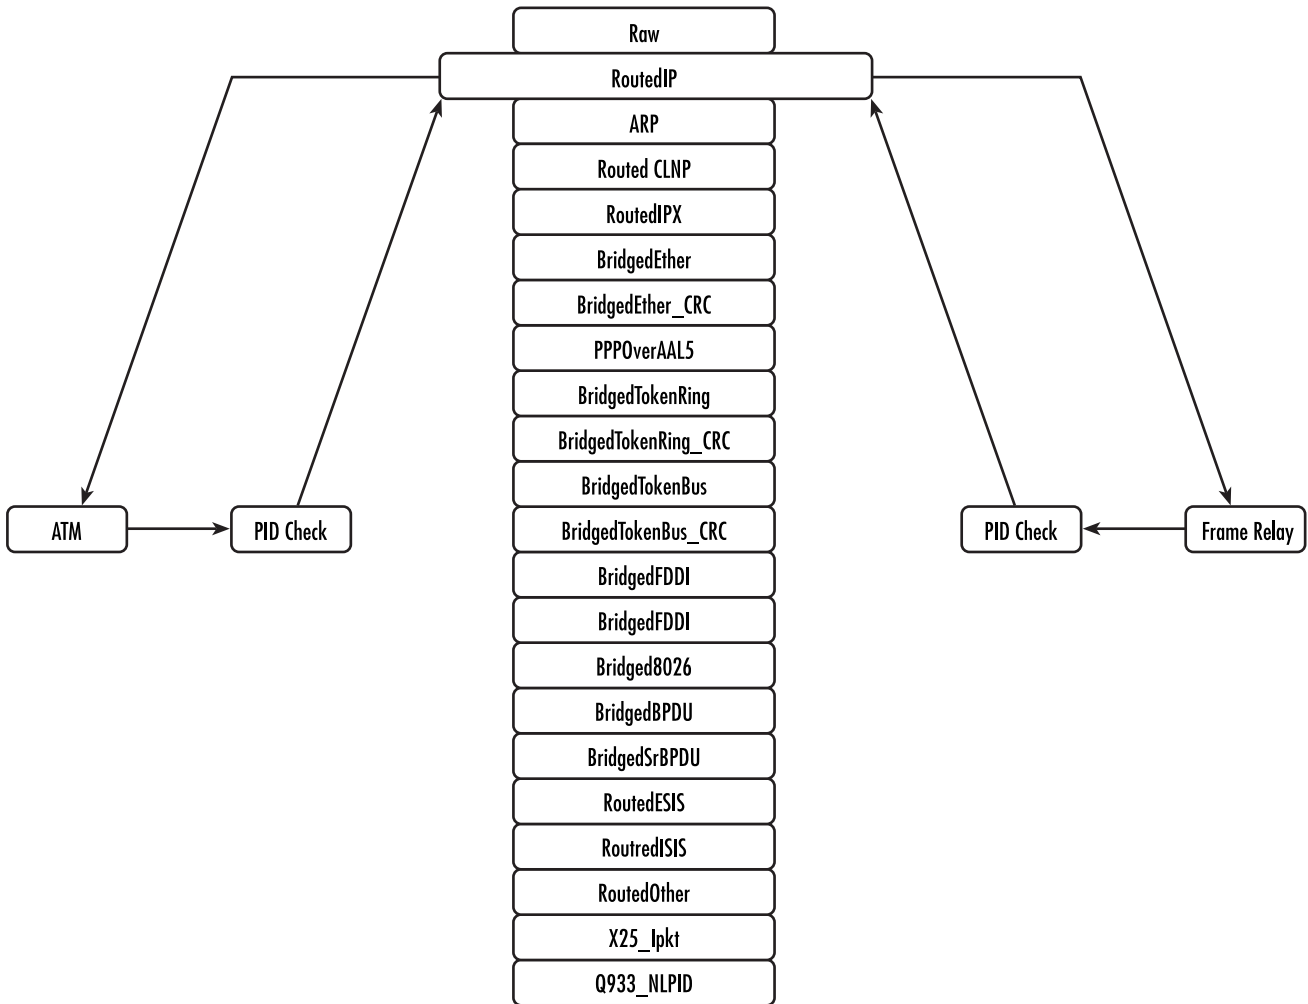 Raw
RoutedIP
ARP
Routed CLNP
RoutedIPX
BridgedEther
BridgedEther_CRC
PPPOverAAL5
BridgedTokenRing
BridgedTokenRing_CRC
BridgedTokenBus
ATM
PID Check
BridgedTokenBus_CRC
PID Check
Frame Relay
BridgedFDDI
BridgedFDDI
Bridged8026
BridgedBPDU
BridgedSrBPDU
RoutedESIS
RoutredISIS
RoutedOther
X25_Ipkt
Q933_NLPID